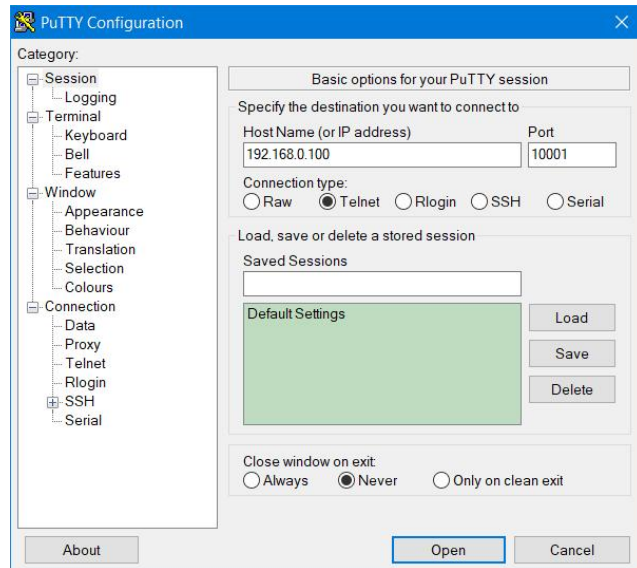 PuTTY Configuration
Category:
Session
Logging
Terminal
Keyboard
Bell
Features
Window
Appearance
Behaviour
Translation
Selection
Colours
Connection
Data
Proxy
Telnet
Rlogin
SSH
Serial
Basic options for your PuTTY session
Specify the destination you want to connect to
Host Name (or IP address) Port
192.168.0.100 10001
Connection type:
Raw Telnet Rlogin SSH Serial
Load, save or delete a stored session
Saved Sessions
Default Settings
Load
Save
Delete
Close window on exit:
Always Never Only on clean exit
About Open Cancel